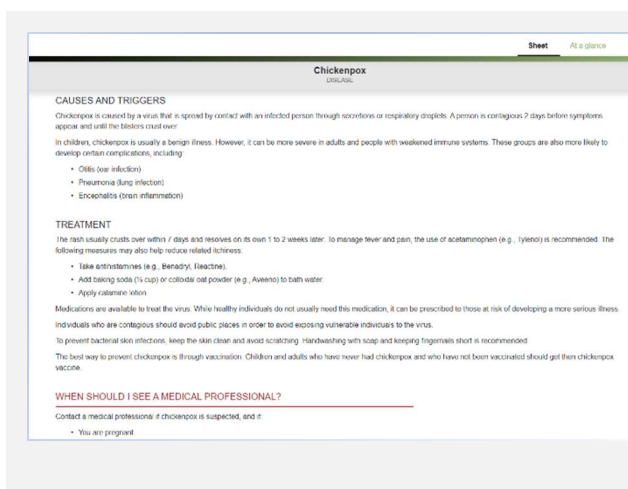 Sheet At a glance
Chickenpox
DISEASE
CAUSES AND TRIGGERS
Chickenpox is caused by a virus that is spread by contact with an infected person through secretions or respiratory droplets. A person is contagious 2 days before symptoms
appear and until the blisters crust over.
In children, chickenpox is usually a benign illness. However, it can be more severe in adults and people with weakened immune systems. These groups are also more likely to
develop certain complications, including:
• Otitis (ear infection)
• Pneumonia (lung infection)
• Encephalitis (brain inflammation)
TREATMENT
The rash usually crusts over within 7 days and resolves on its own 1 to 2 weeks later. To manage fever and pain, the use of acetaminophen (e.g., Tylenol) is recommended. The
following measures may also help reduce related itchiness:
• Take antihistamines (e.g., Benadryl, Reactine).
• Add baking soda (½ cup) or colloidal oat powder (e.g., Aveeno) to bath water.
• Apply calamine lotion.
Medications are available to treat the virus. While healthy individuals do not usually need this medication, it can be prescribed to those at risk of developing a more serious illness.
Individuals who are contagious should avoid public places in order to avoid exposing vulnerable individuals to the virus.
To prevent bacterial skin infections, keep the skin clean and avoid scratching. Handwashing with soap and keeping fingernails short is recommended.
The best way to prevent chickenpox is through vaccination. Children and adults who have never had chickenpox and who have not been vaccinated should get then chickenpox
vaccine.
WHEN SHOULD I SEE A MEDICAL PROFESSIONAL?
Contact a medical professional if chickenpox is suspected, and if:
• You are pregnant